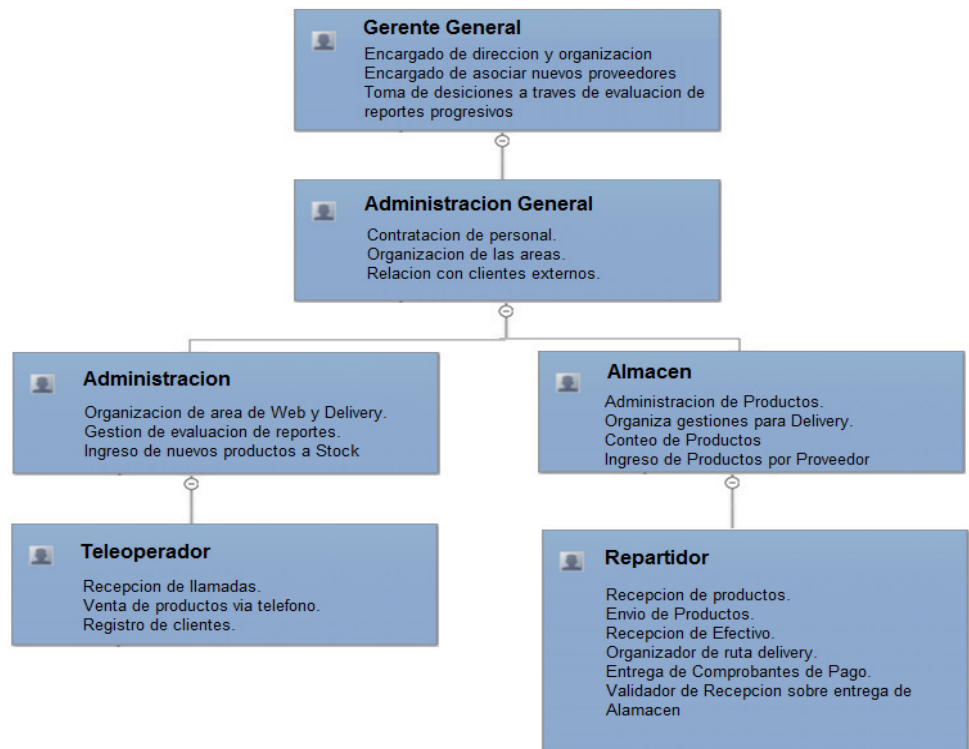 Gerente General
Encargado de direccion y organizacion
Encargado de asociar nuevos proveedores
Toma de desiciones a traves de evaluacion de
reportes progresivos
Administracion General
Contratacion de personal.
Organizacion de las areas.
Relacion con clientes externos.
Administracion
Organizacion de area de Web y Delivery.
Gestion de evaluacion de reportes.
Ingreso de nuevos productos a Stock
Almacen
Administracion de Productos.
Organiza gestiones para Delivery.
Conteo de Productos
Ingreso de Productos por Proveedor
Teleoperador
Recepcion de llamadas.
Venta de productos via telefono.
Registro de clientes.
Repartidor
Recepcion de productos.
Envio de Productos.
Recepcion de Efectivo.
Organizador de ruta delivery.
Entrega de Comprobantes de Pago.
Validador de Recepcion sobre entrega de
Alamacen